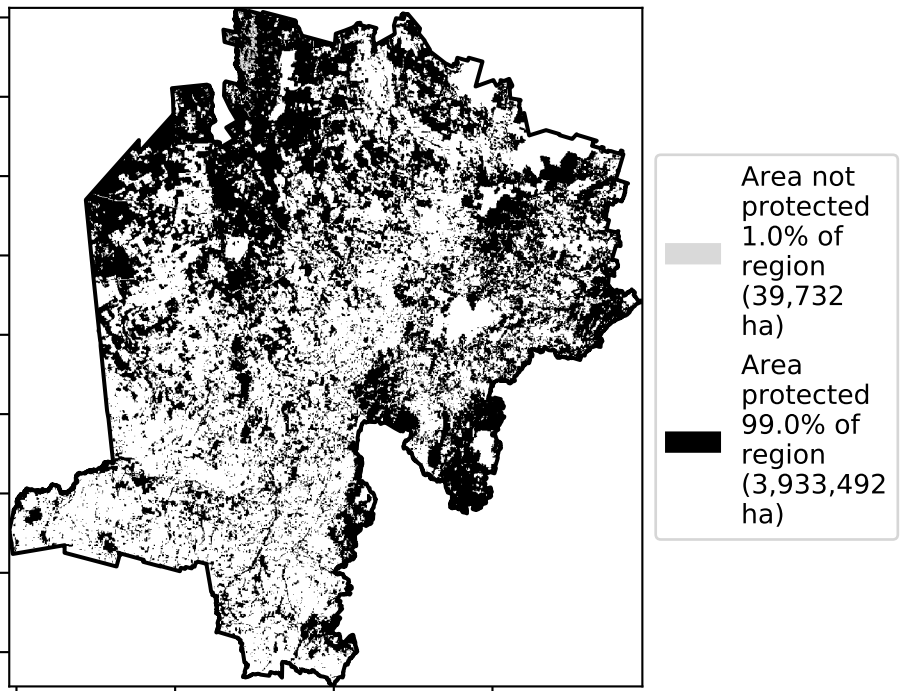 Area not
protected
1.0% of
region
(39,732
ha)
Area
protected
99.0% of
region
(3,933,492
ha)